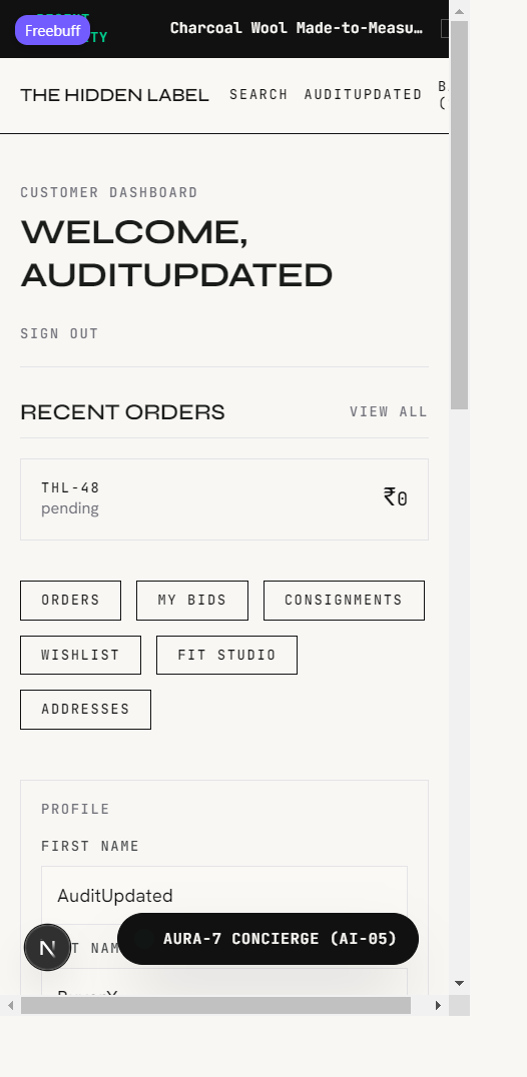 Freebuff
Charcoal Wool Made-to-Measu…
TY
THE HIDDEN LABEL
SEARCH
AUDITUPDATED
B
(
CUSTOMER DASHBOARD
WELCOME,
AUDITUPDATED
SIGN OUT
RECENT ORDERS
VIEW ALL
THL-48
pending
₹0
ORDERS
MY BIDS
CONSIGNMENTS
WISHLIST
FIT STUDIO
ADDRESSES
PROFILE
FIRST NAME
AuditUpdated
AURA-7 CONCIERGE (AI-05)
N
T NAM